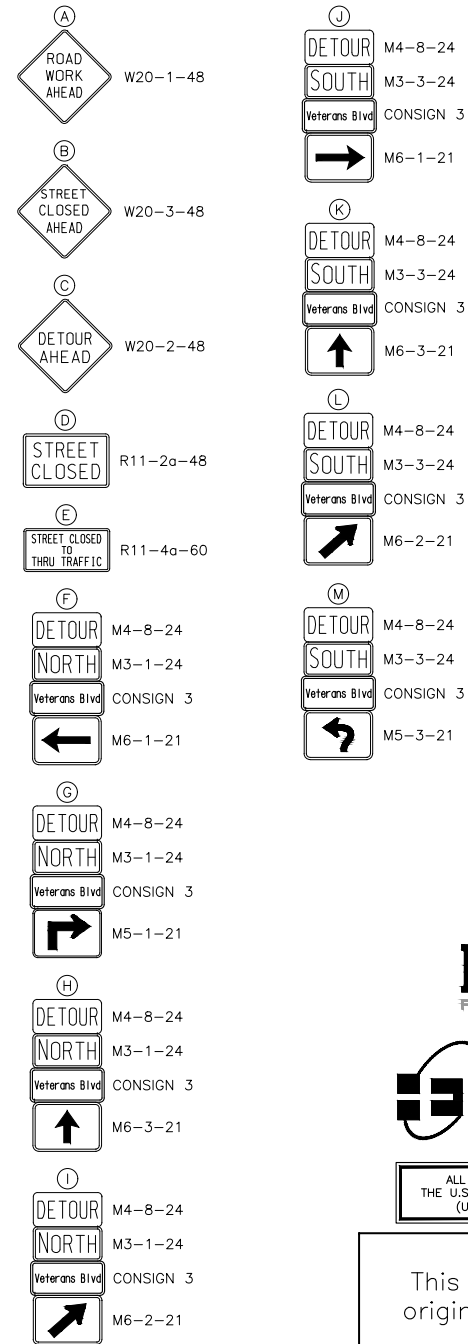 A
ROAD
WORK
AHEAD
W20-1-48
B
STREET
CLOSED
AHEAD
W20-3-48
C
DETOUR
AHEAD
W20-2-48
D
STREET
CLOSED
R11-2a-48
E
STREET CLOSED
TO
THRU TRAFFIC
R11-4a-60
F
DETOUR M4-8-24
NORTH M3-1-24
Veterans Blvd CONSIGN 3
M6-1-21
G
DETOUR M4-8-24
NORTH M3-1-24
Veterans Blvd CONSIGN 3
M5-1-21
H
DETOUR M4-8-24
NORTH M3-1-24
Veterans Blvd CONSIGN 3
M6-3-21
I
DETOUR M4-8-24
NORTH M3-1-24
Veterans Blvd CONSIGN 3
M6-2-21
J
DETOUR M4-8-24
SOUTH M3-3-24
Veterans Blvd CONSIGN 3
M6-1-21
K
DETOUR M4-8-24
SOUTH M3-3-24
Veterans Blvd CONSIGN 3
M6-3-21
L
DETOUR M4-8-24
SOUTH M3-3-24
Veterans Blvd CONSIGN 3
M6-2-21
M
DETOUR M4-8-24
SOUTH M3-3-24
Veterans Blvd CONSIGN 3
M5-3-21
ALL
THE U.S
(U
This
origin